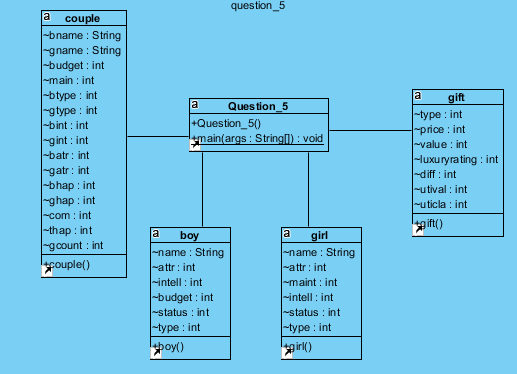 question_5
a
couple
~bname : String
~gname : String
~budget : int
~main : int
~btype : int
~gtype : int
~bint : int
~gint : int
~batr : int
~gatr : int
~bhap : int
~ghap : int
~com : int
~thap : int
~gcount : int
+couple()
a
Question_5
+Question_5()
+main(args : String[]) : void
a
gift
~type : int
~price : int
~value : int
~luxuryrating : int
~diff : int
~utival : int
~uticla : int
+gift()
a
boy
~name : String
~attr : int
~intell : int
~budget : int
~status : int
~type : int
+boy()
a
girl
~name : String
~attr : int
~maint : int
~intell : int
~status : int
~type : int
+girl()